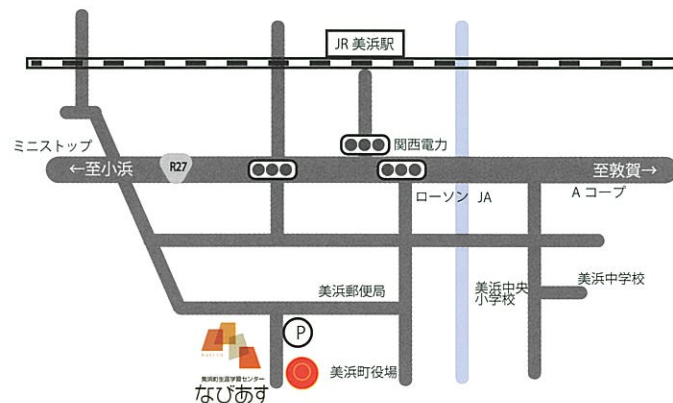 JR 美浜駅
関西電力
ミニストップ
←至小浜
R27
至敦賀→
ローソン JA
A コープ
美浜郵便局
美浜中央
小学校
美浜中学校
P
美浜町役場
美浜町生涯学習センター
なびあす